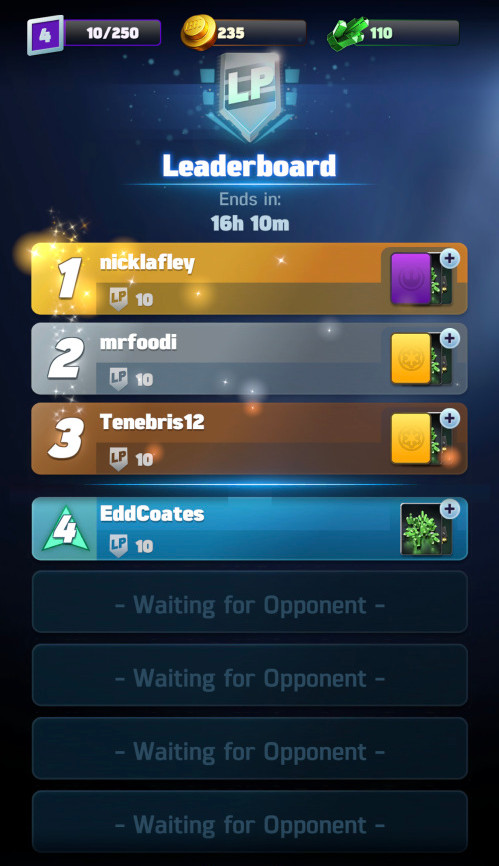 4 10/250 235 110
LP
Leaderboard
Ends in:
16h 10m
1 nicklafley
LP 10
2 mrfoodi
LP 10
3 Tenebris12
LP 10
4 EddCoates
LP 10
- Waiting for Opponent -
- Waiting for Opponent -
- Waiting for Opponent -
- Waiting for Opponent -